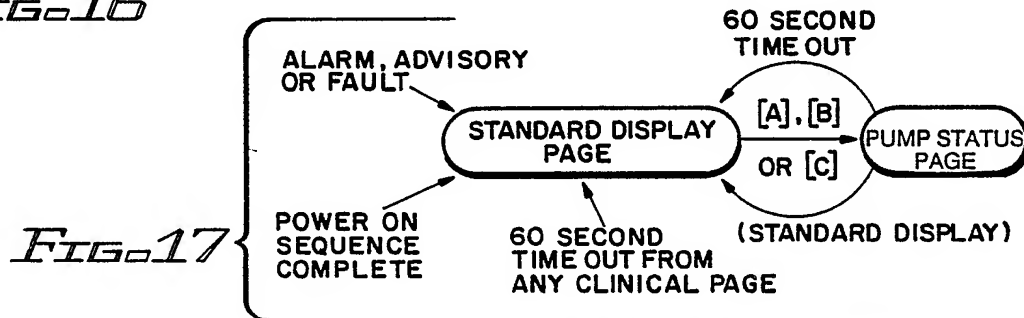 60 SECOND
TIME OUT
ALARM, ADVISORY
OR FAULT
STANDARD DISPLAY
PAGE
[A], [B]
OR [C]
PUMP STATUS
PAGE
POWER ON
SEQUENCE
COMPLETE
60 SECOND
TIME OUT FROM
ANY CLINICAL PAGE
(STANDARD DISPLAY)
FIG. 17